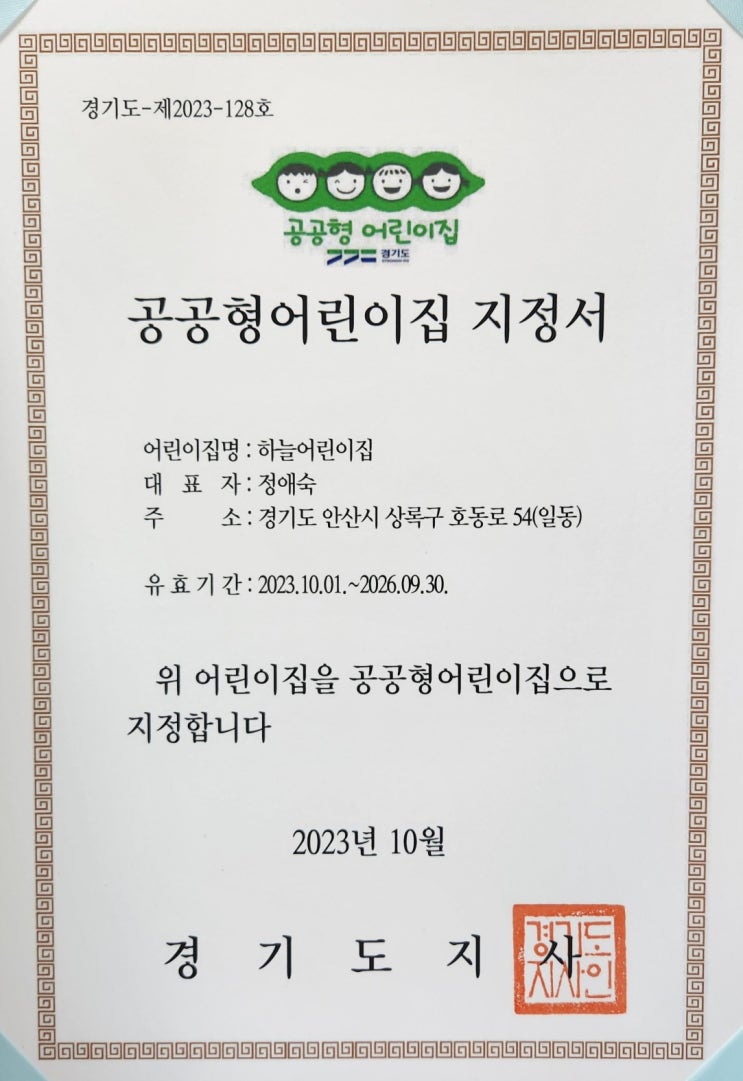 경기도-제2023-128호
공공형 어린이집
경기도
공공형어린이집 지정서
어린이집명 : 하늘어린이집
대 표 자 : 정애숙
주 소 : 경기도 안산시 상록구 호동로 54(일동)
유 효 기 간 : 2023.10.01.~2026.09.30.
위 어린이집을 공공형어린이집으로
지정합니다
2023년 10월
경 기 도 지 사
경기도
지사인